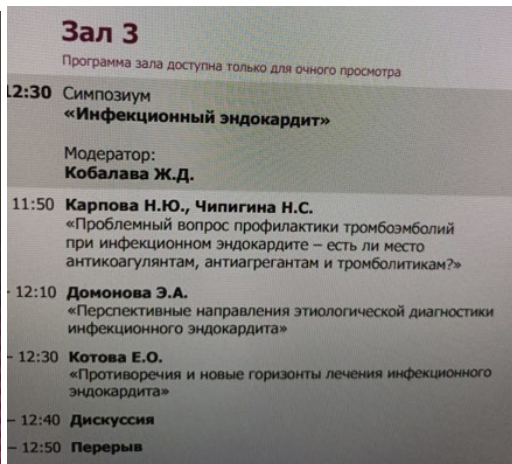 Зал 3
Программа зала доступна только для очного просмотра
12:30 Симпозиум
«Инфекционный эндокардит»
Модератор:
Кобалава Ж.Д.
11:50 Карпова Н.Ю., Чипигина Н.С.
«Проблемный вопрос профилактики тромбоэмболий
при инфекционном эндокардите – есть ли место
антикоагулянтам, антиагрегантам и тромболитикам?»
- 12:10 Домонова Э.А.
«Перспективные направления этиологической диагностики
инфекционного эндокардита»
– 12:30 Котова Е.О.
«Противоречия и новые горизонты лечения инфекционного
эндокардита»
– 12:40 Дискуссия
– 12:50 Перерыв